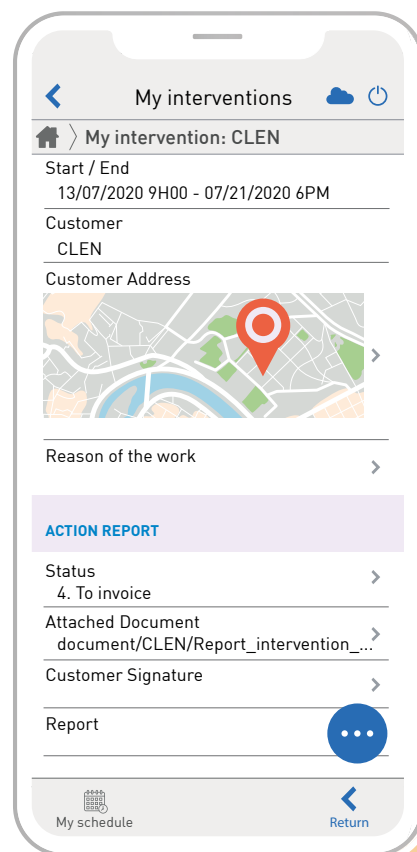 My interventions
My intervention: CLEN
Start / End
13/07/2020 9H00 - 07/21/2020 6PM
Customer
CLEN
Customer Address
Reason of the work
ACTION REPORT
Status
4. To invoice
Attached Document
document/CLEN/Report_intervention_...
Customer Signature
Report
My schedule
Return